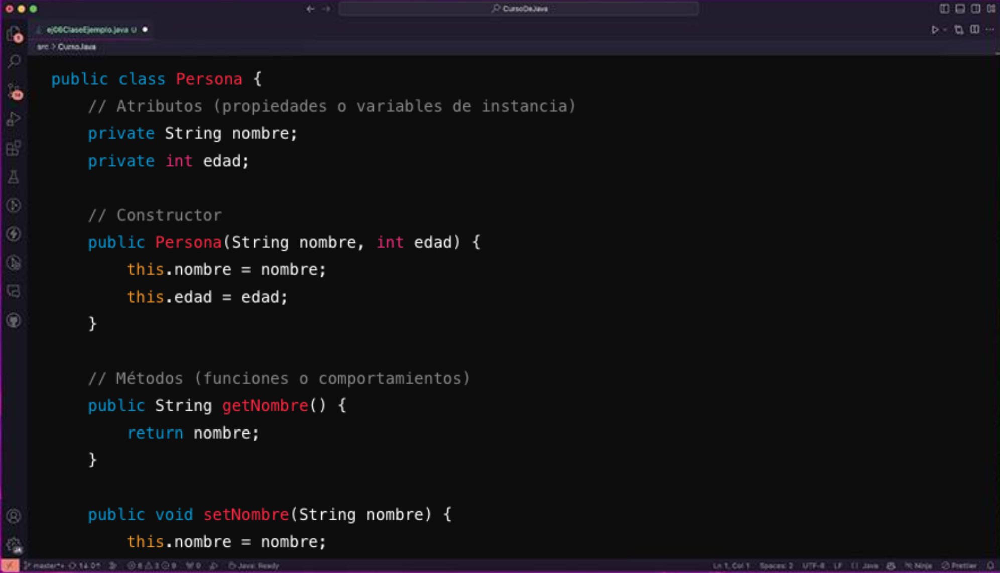 CursoDeJava
ej06ClaseEjemplo.java U
src > CursoJava
public class Persona {
// Atributos (propiedades o variables de instancia)
private String nombre;
private int edad;
// Constructor
public Persona(String nombre, int edad) {
this.nombre = nombre;
this.edad = edad;
}
// Métodos (funciones o comportamientos)
public String getNombre() {
return nombre;
}
public void setNombre(String nombre) {
this.nombre = nombre;
master*+ Java: Ready Ln 1, Col 1 Spaces: 2 UTF-8 LF {} Java Ninja Prettier